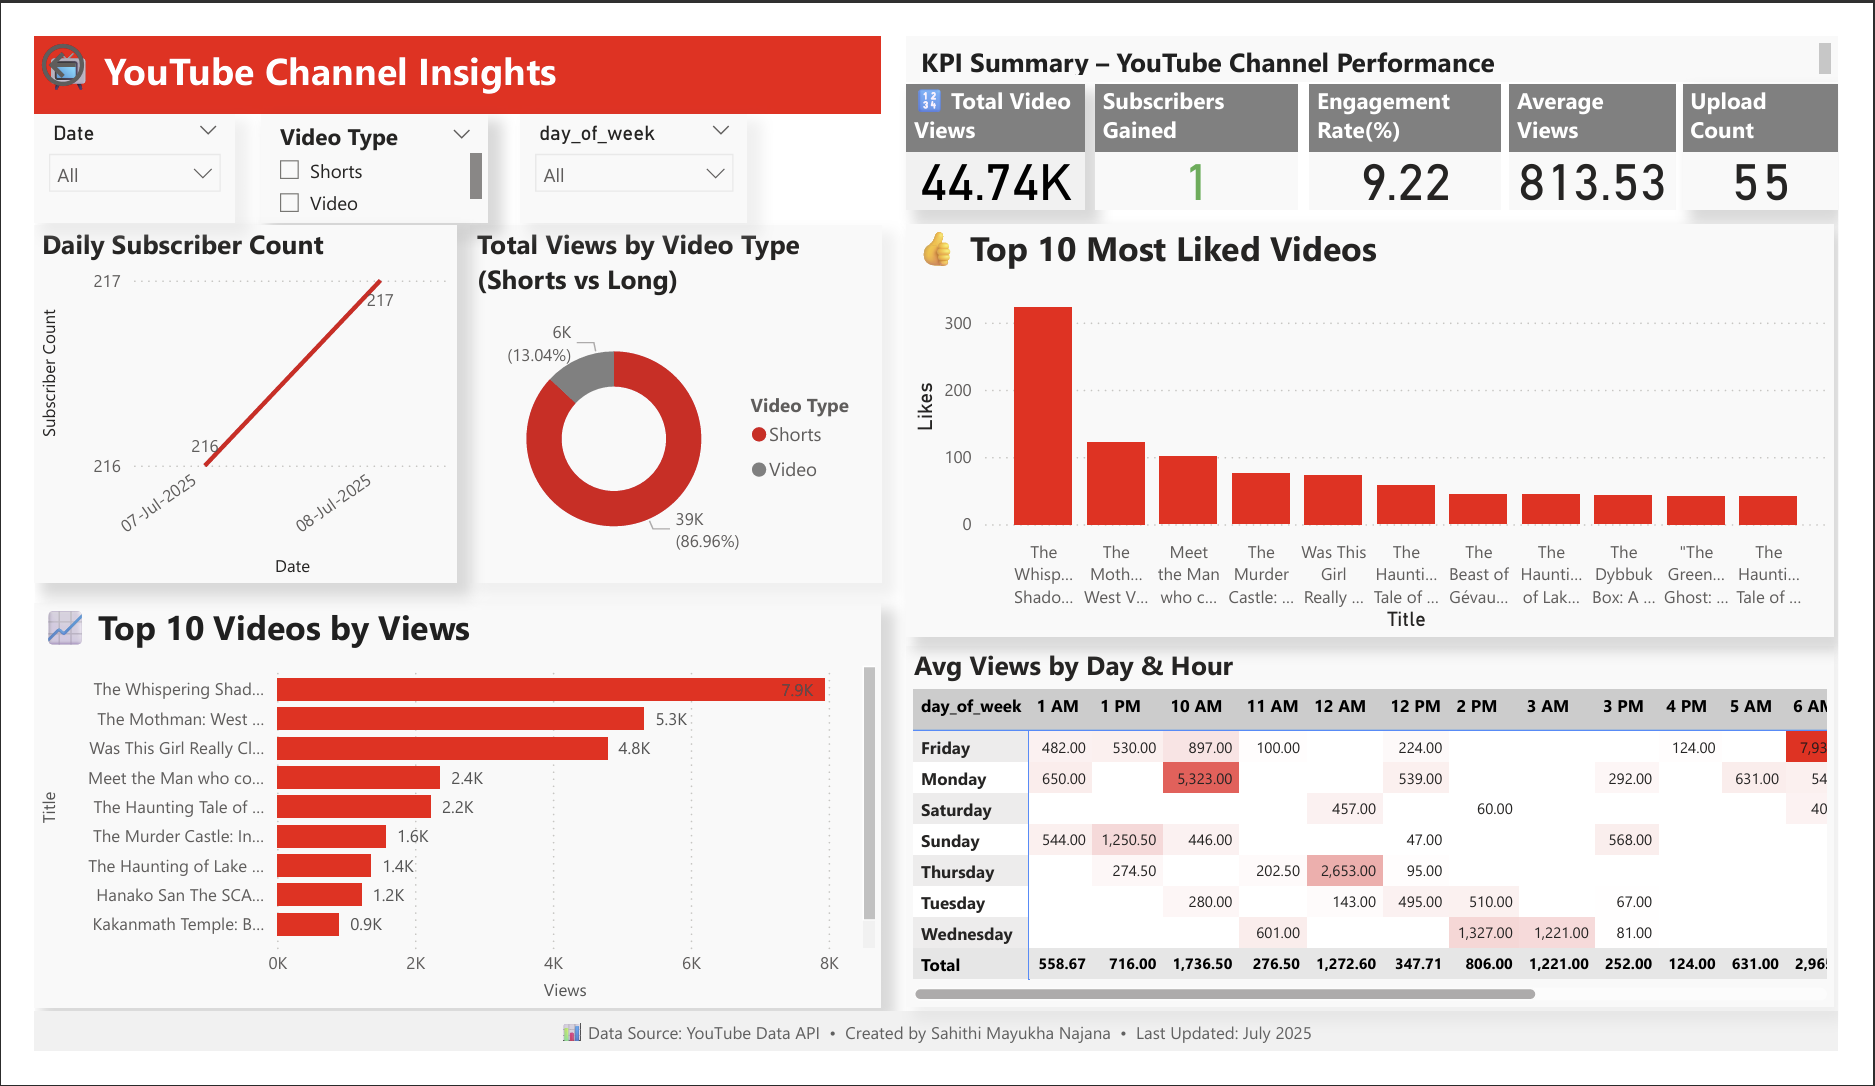 YouTube Channel Insights
Date
All
Video Type
Shorts
Video
day_of_week
All
KPI Summary – YouTube Channel Performance
Total Video
Views
44.74K
Subscribers
Gained
1
Engagement
Rate(%)
9.22
Average
Views
813.53
Upload
Count
55
Daily Subscriber Count
217
217
216
216
Subscriber Count
07-Jul-2025
08-Jul-2025
Date
Total Views by Video Type
(Shorts vs Long)
6K
(13.04%)
39K
(86.96%)
Video Type
Shorts
Video
Top 10 Most Liked Videos
Likes
300
200
100
0
The
Whisp...
Shado...
The
Moth...
West V...
Meet
the Man
who c...
The
Murder
Castle: ...
Was This
Girl
Really ...
The
Haunti...
Tale of ...
The
Beast of
Gévau...
The
Haunti...
of Lak...
The
Dybbuk
Box: A ...
"The
Green...
Ghost: ...
The
Haunti...
Tale of ...
Title
Top 10 Videos by Views
Title
The Whispering Shad... 7.9K
The Mothman: West ... 5.3K
Was This Girl Really Cl... 4.8K
Meet the Man who co... 2.4K
The Haunting Tale of ... 2.2K
The Murder Castle: In... 1.6K
The Haunting of Lake ... 1.4K
Hanako San The SCA... 1.2K
Kakanmath Temple: B... 0.9K
0K 2K 4K 6K 8K
Views
Avg Views by Day & Hour
day_of_week 1 AM 1 PM 10 AM 11 AM 12 AM 12 PM 2 PM 3 AM 3 PM 4 PM 5 AM 6 AM
Friday 482.00 530.00 897.00 100.00 224.00 124.00 7,93
Monday 650.00 5,323.00 539.00 292.00 631.00 54
Saturday 457.00 60.00 40
Sunday 544.00 1,250.50 446.00 47.00 568.00
Thursday 274.50 202.50 2,653.00 95.00
Tuesday 280.00 143.00 495.00 510.00 67.00
Wednesday 601.00 1,327.00 1,221.00 81.00
Total 558.67 716.00 1,736.50 276.50 1,272.60 347.71 806.00 1,221.00 252.00 124.00 631.00 2,965
Data Source: YouTube Data API • Created by Sahithi Mayukha Najana • Last Updated: July 2025